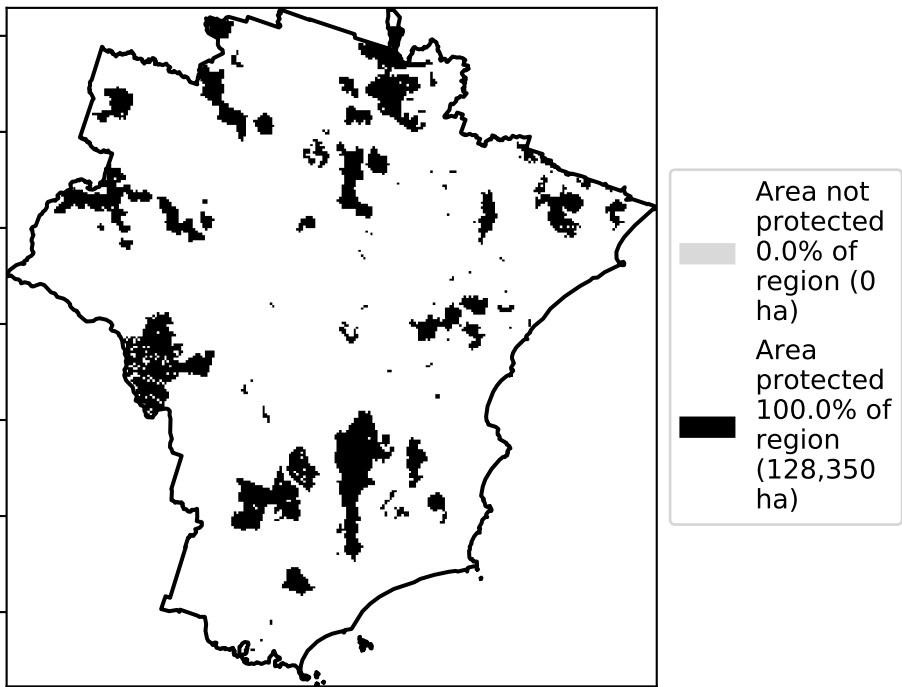 Area not
protected
0.0% of
region (0
ha)
Area
protected
100.0% of
region
(128,350
ha)